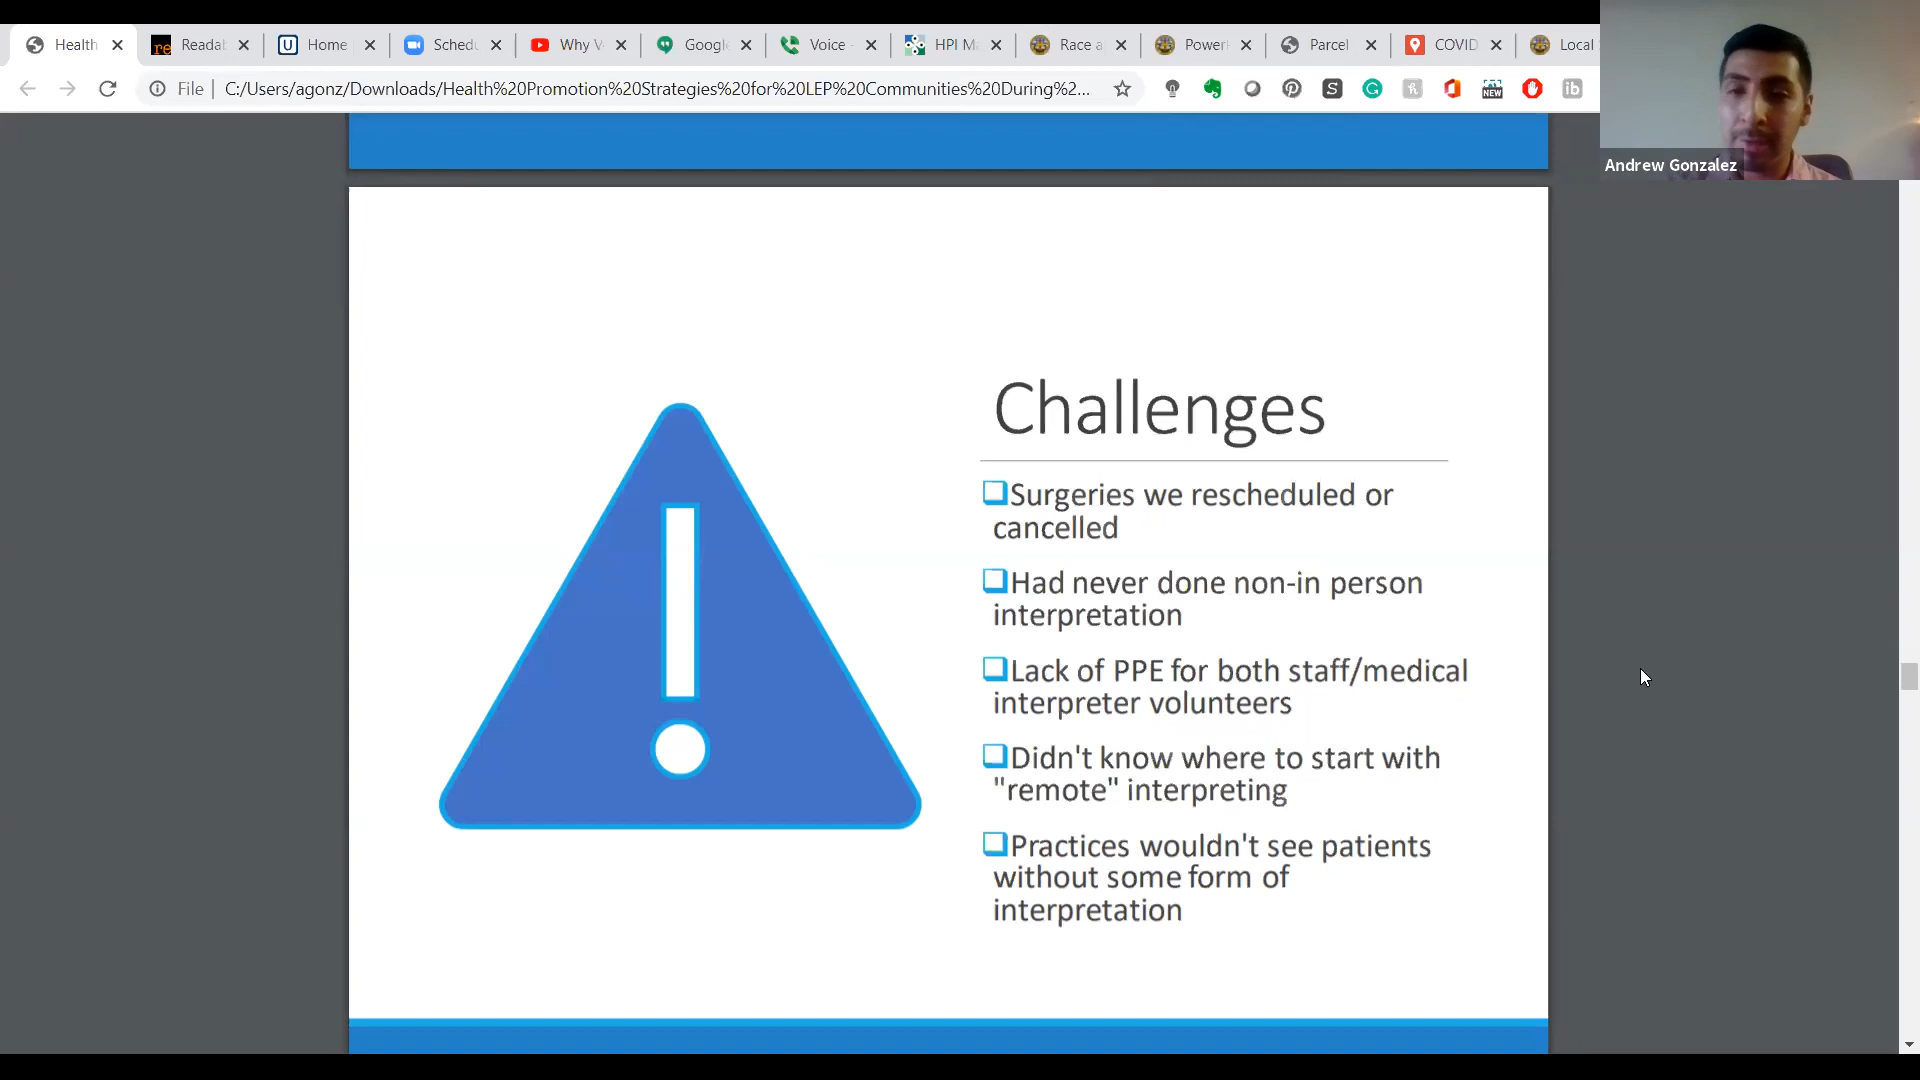 Health
Readal
Home
Schedu
Why V
Google
Voice -
HPI M
Race a
Power
Parcel
COVID
Local
File
C:/Users/agonz/Downloads/Health%20Promotion%20Strategies%20for%20LEP%20Communities%20During%2...
NEW
Andrew Gonzalez
Challenges
Surgeries we rescheduled or
cancelled
Had never done non-in person
interpretation
Lack of PPE for both staff/medical
interpreter volunteers
Didn't know where to start with
"remote" interpreting
Practices wouldn't see patients
without some form of
interpretation